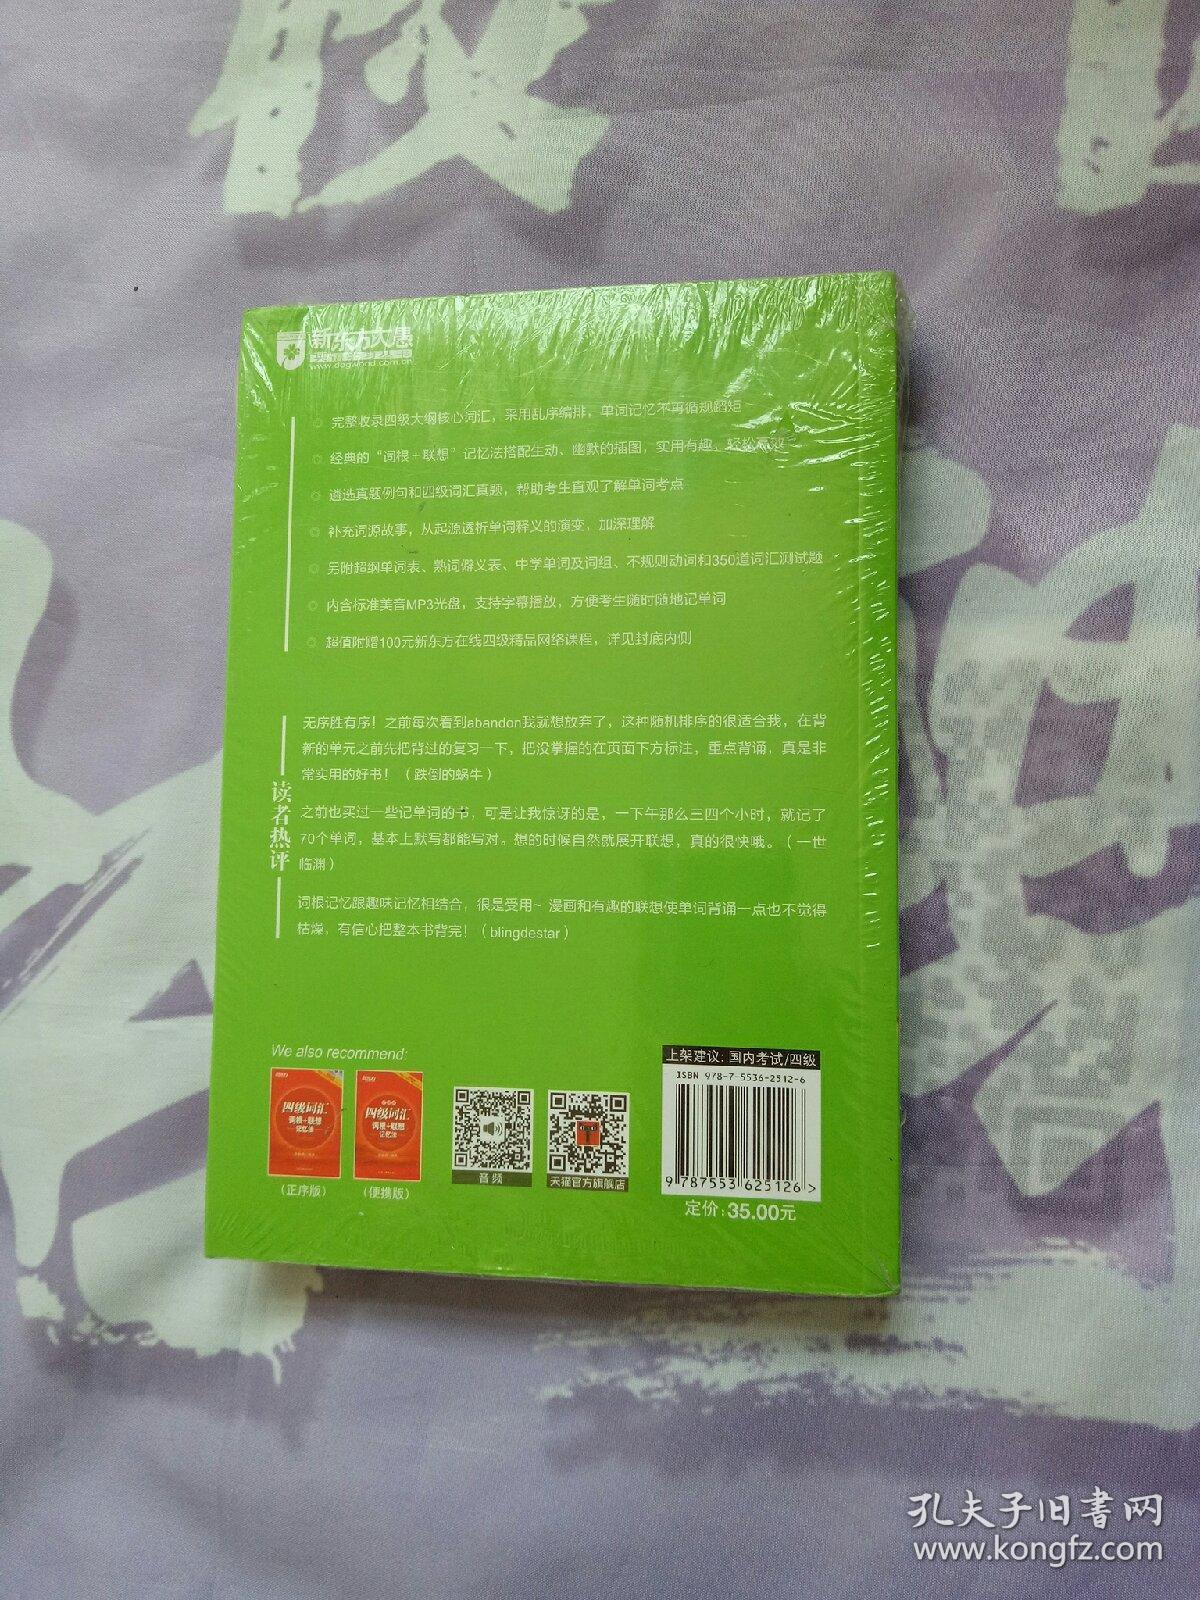 新东方大愚
英语学习丛书
www.dogwood.com.cn
完整收录四级大纲核心词汇，采用乱序编排，单词记忆不再循规蹈矩
经典的“词根+联想”记忆法搭配生动、幽默的插图，实用有趣、轻松高效
遴选真题例句和四级词汇真题，帮助考生直观了解单词考点
补充词源故事，从起源透析单词释义的演变，加深理解
另附超纲单词表、熟词僻义表、中学单词及词组、不规则动词和350道词汇测试题
内含标准美音MP3光盘，支持字幕播放，方便考生随时随地记单词
超值附赠100元新东方在线四级精品网络课程，详见封底内侧
读者热评
无序胜有序！之前每次看到abandon我就想放弃了，这种随机排序的很适合我，在背
新的单元之前先把背过的复习一下，把没掌握的在页面下方标注，重点背诵，真是非
常实用的好书！（跌倒的蜗牛）
之前也买过一些记单词的书，可是让我惊讶的是，一下午那么三四个小时，就记了
70个单词，基本上默写都能写对。想的时候自然就展开联想，真的很快哦。（一世
临渊）
词根记忆跟趣味记忆相结合，很是受用~ 漫画和有趣的联想使单词背诵一点也不觉得
枯燥，有信心把整本书背完！（blingdestar）
We also recommend:
四级词汇
词根+联想
记忆法
（正序版）
四级词汇
词根+联想
记忆法
（便携版）
音频
天猫官方旗舰店
上架建议：国内考试/四级
ISBN 978-7-5536-2512-6
9 787553 625126 >
定价：35.00元
孔夫子旧书网
www.kongfz.com